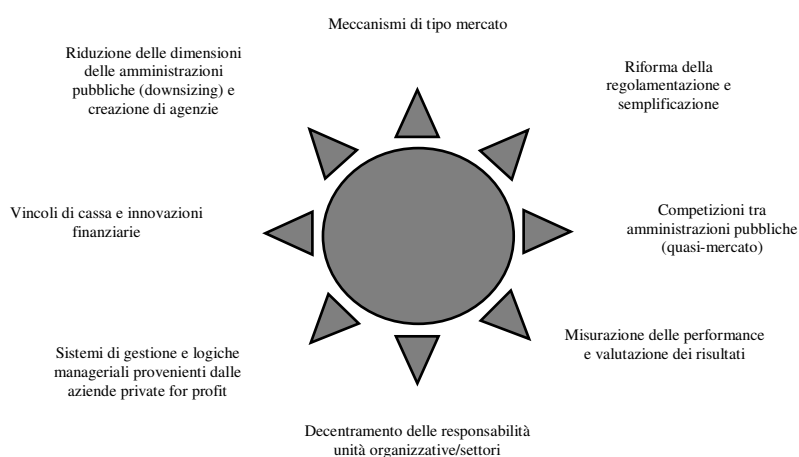 Meccanismi di tipo mercato
Riduzione delle dimensioni
delle amministrazioni
pubbliche (downsizing) e
creazione di agenzie
Riforma della
regolamentazione e
semplificazione
Vincoli di cassa e innovazioni
finanziarie
Competizioni tra
amministrazioni pubbliche
(quasi-mercato)
Sistemi di gestione e logiche
manageriali provenienti dalle
aziende private for profit
Misurazione delle performance
e valutazione dei risultati
Decentramento delle responsabilità
unità organizzative/settori